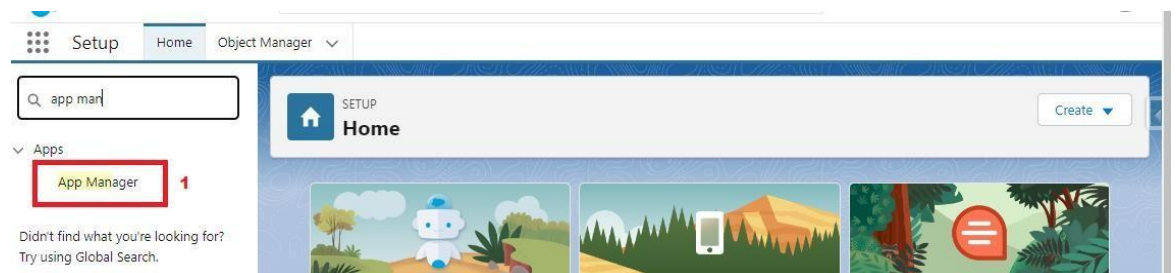 Setup Home Object Manager
app man
SETUP
Home
Create
Apps
App Manager 1
Didn't find what you're looking for?
Try using Global Search.